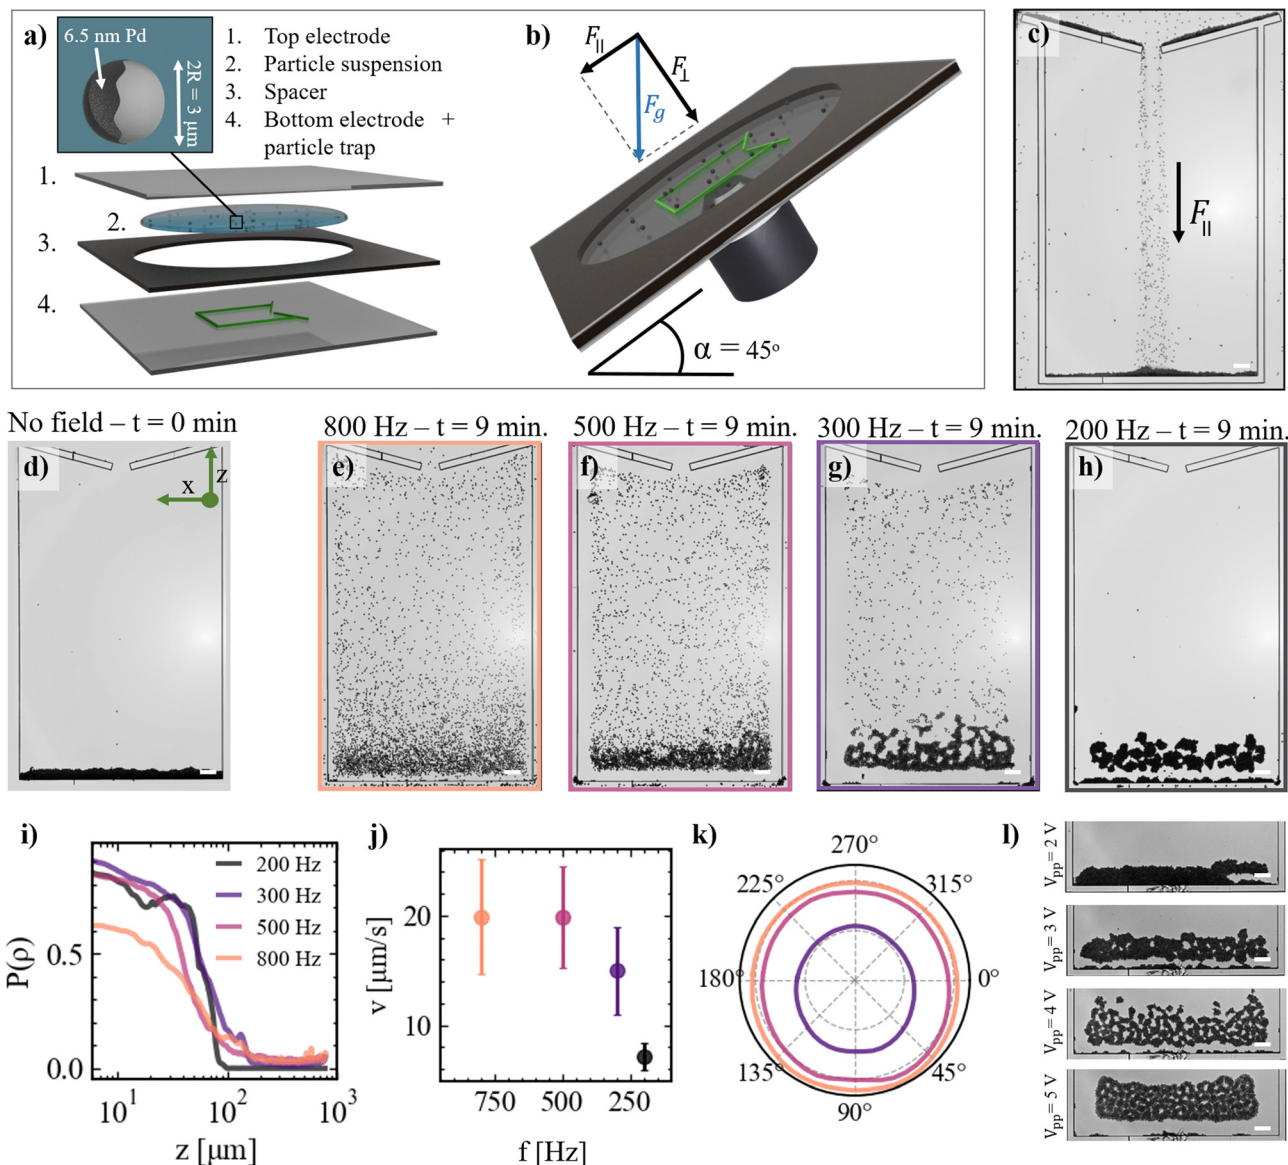 a)
6.5 nm Pd
2R = 3 μm
1. Top electrode
2. Particle suspension
3. Spacer
4. Bottom electrode +
particle trap
1.
2.
3.
4.
b)
F||
F⊥
Fg
α = 45°
c)
F||
No field – t = 0 min
d)
x
z
800 Hz – t = 9 min.
e)
500 Hz – t = 9 min.
f)
300 Hz – t = 9 min.
g)
200 Hz – t = 9 min.
h)
i)
P(ρ)
0.5
0.0
200 Hz
300 Hz
500 Hz
800 Hz
10¹
10²
10³
z [μm]
j)
v [μm/s]
20
10
750
500
250
f [Hz]
k)
270°
225°
315°
180°
0°
135°
45°
90°
l)
Vpp = 2 V
Vpp = 3 V
Vpp = 4 V
Vpp = 5 V